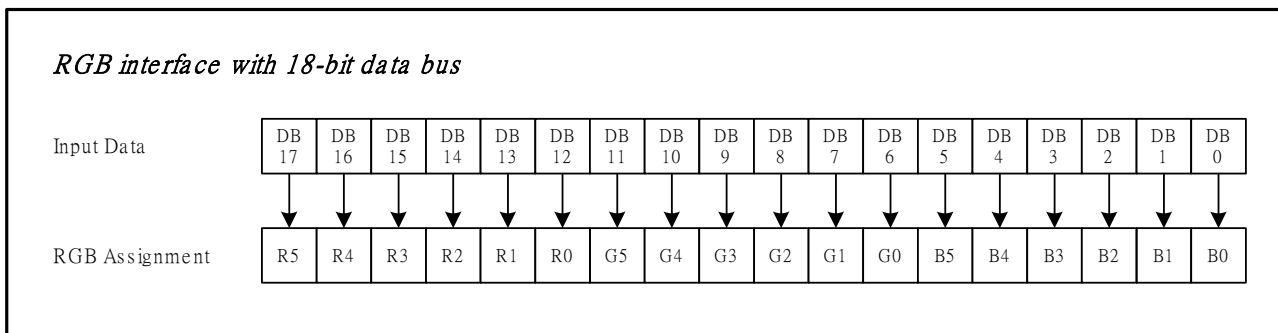 RGB interface with 18-bit data bus
Input Data DB 17 DB 16 DB 15 DB 14 DB 13 DB 12 DB 11 DB 10 DB 9 DB 8 DB 7 DB 6 DB 5 DB 4 DB 3 DB 2 DB 1 DB 0
RGB Assignment R5 R4 R3 R2 R1 R0 G5 G4 G3 G2 G1 G0 B5 B4 B3 B2 B1 B0